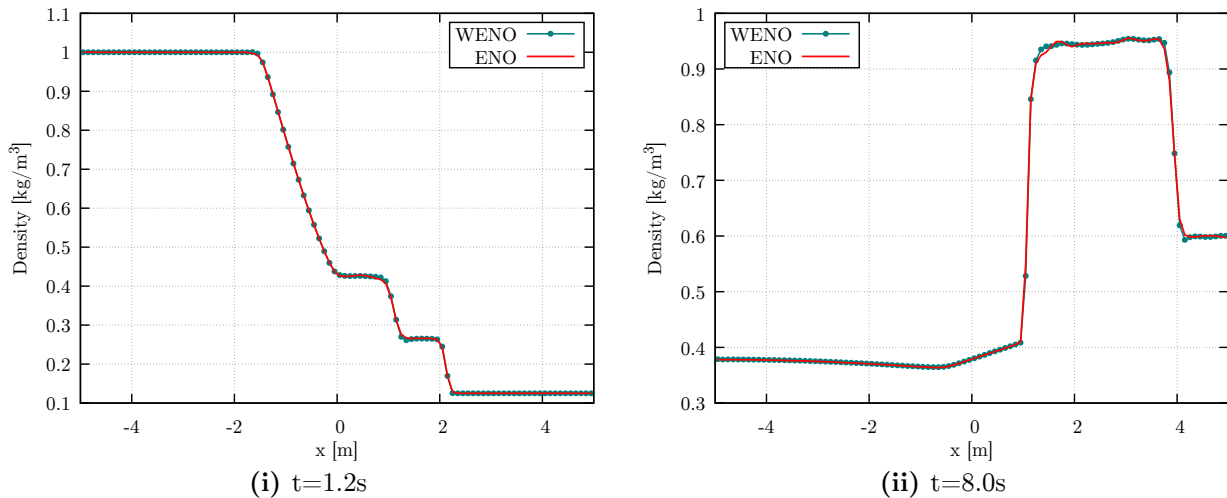 WENO
ENO
1.1
1
0.9
0.8
0.7
0.6
0.5
0.4
0.3
0.2
0.1
Density [kg/m³]
-4
-2
0
2
4
x [m]
(i) t=1.2s
WENO
ENO
1
0.9
0.8
0.7
0.6
0.5
0.4
0.3
Density [kg/m³]
-4
-2
0
2
4
x [m]
(ii) t=8.0s